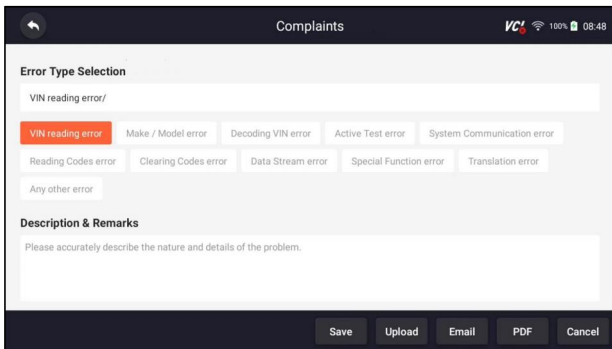 Complaints VCI 100% 08:48
Error Type Selection
VIN reading error/
VIN reading error Make / Model error Decoding VIN error Active Test error System Communication error
Reading Codes error Clearing Codes error Data Stream error Special Function error Translation error
Any other error
Description & Remarks
Please accurately describe the nature and details of the problem.
Save Upload Email PDF Cancel